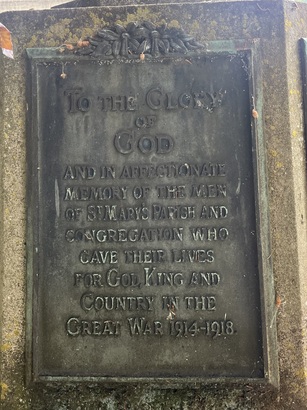 To the Glory
of
God
and in affectionate
memory of the men
of St. Mary's Parish and
congregation who
gave their lives
for God, King and
Country in the
Great War 1914-1918.